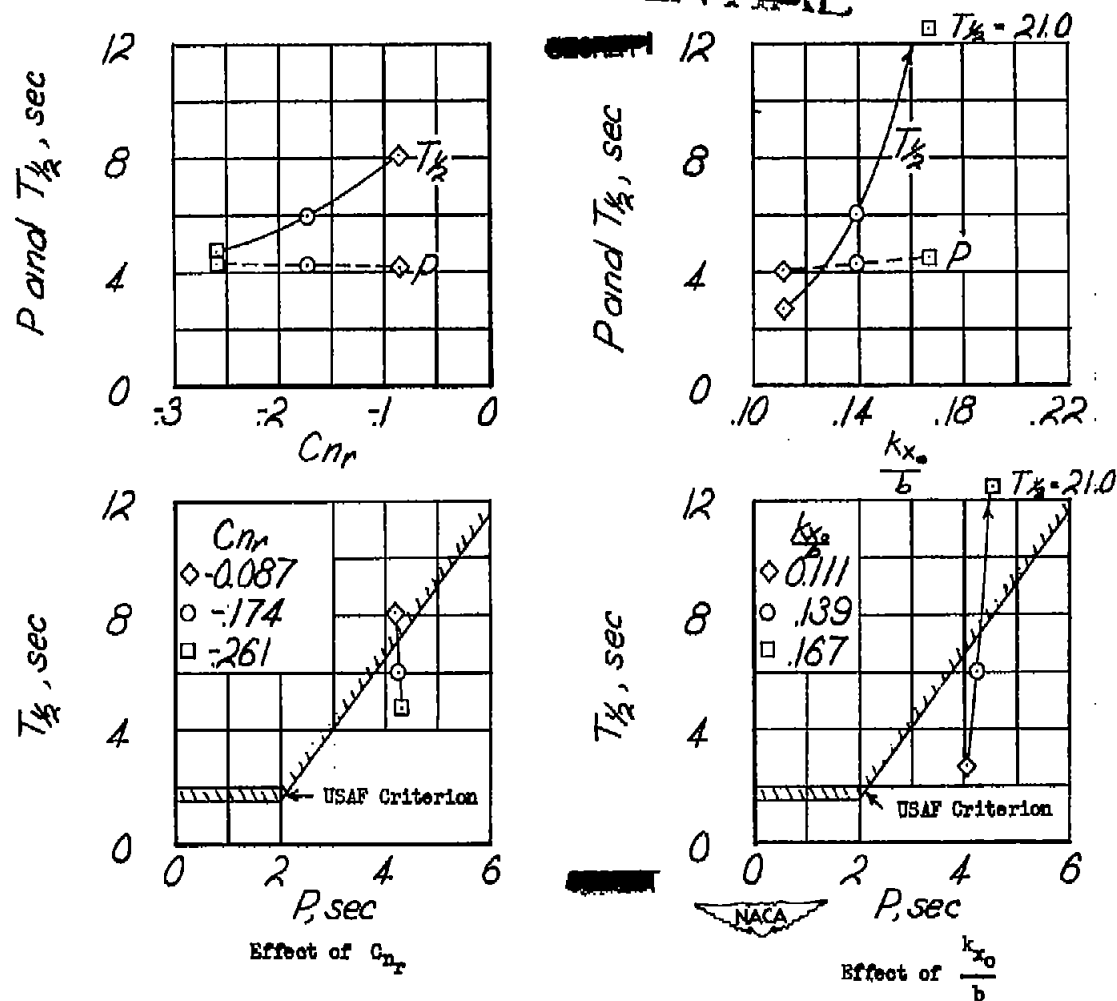 T½ = 21.0
12
8
4
0
P and T½, sec
T½
P
-.3
-.2
-.1
0
Cnr
12
8
4
0
P and T½, sec
T½
P
.10
.14
.18
.22
kx₀
b
12
8
4
0
T½, sec
Cnr
-0.087
-.174
-.261
USAF Criterion
0
2
4
6
P, sec
Effect of Cnr
T½ = 21.0
12
8
4
0
T½, sec
kx₀
b
0.111
.139
.167
USAF Criterion
0
2
4
6
P, sec
NACA
Effect of kx₀
b